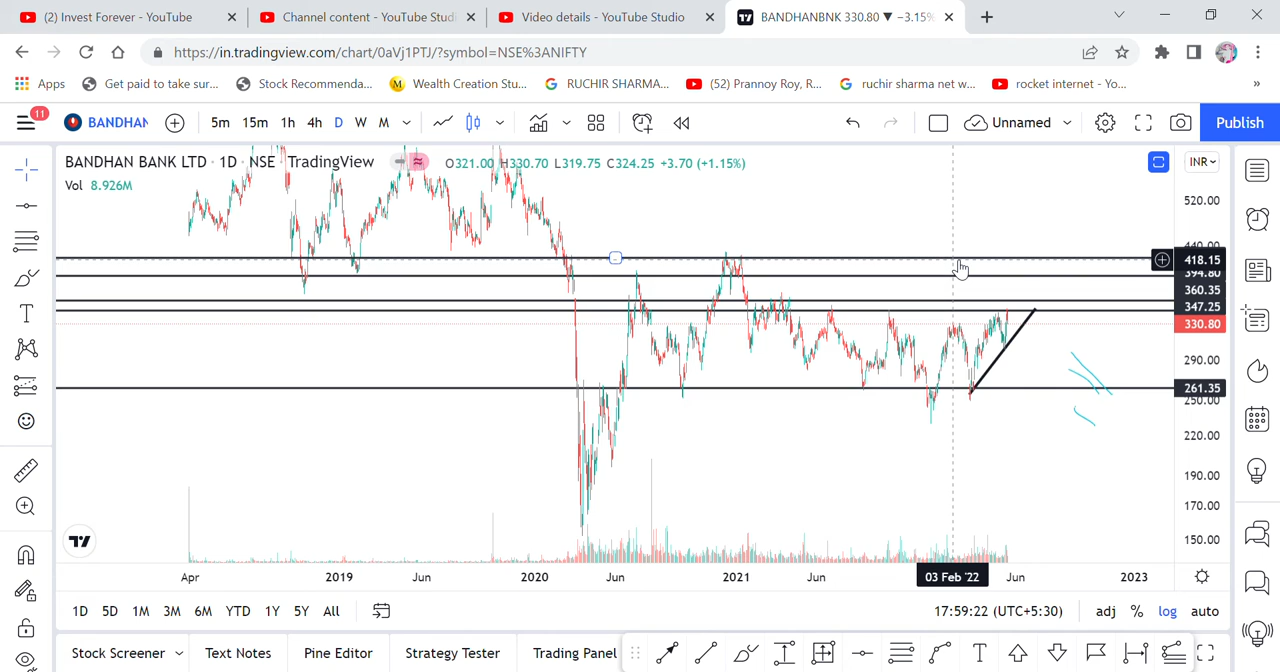 (2) Invest Forever - YouTube
Channel content - YouTube Studi
Video details - YouTube Studio
BANDHANBNK 330.80 ▼ −3.15%
https://in.tradingview.com/chart/0aVj1PTJ/?symbol=NSE%3ANIFTY
Apps
Get paid to take sur...
Stock Recommenda...
M
Wealth Creation Stu...
RUCHIR SHARMA...
(52) Prannoy Roy, R...
ruchir sharma net w...
rocket internet - Yo...
»
11
BANDHAN
5m 15m 1h 4h D W M
Unnamed
Publish
BANDHAN BANK LTD · 1D · NSE TradingView
O321.00 H330.70 L319.75 C324.25 +3.70 (+1.15%)
INR
Vol 8.926M
520.00
440.00
418.15
394.80
360.35
347.25
330.80
290.00
261.35
250.00
220.00
190.00
170.00
150.00
Apr 2019 Jun 2020 Jun 2021 Jun 03 Feb '22 Jun 2023
1D 5D 1M 3M 6M YTD 1Y 5Y All
17:59:22 (UTC+5:30) adj % log auto
Stock Screener Text Notes Pine Editor Strategy Tester Trading Panel